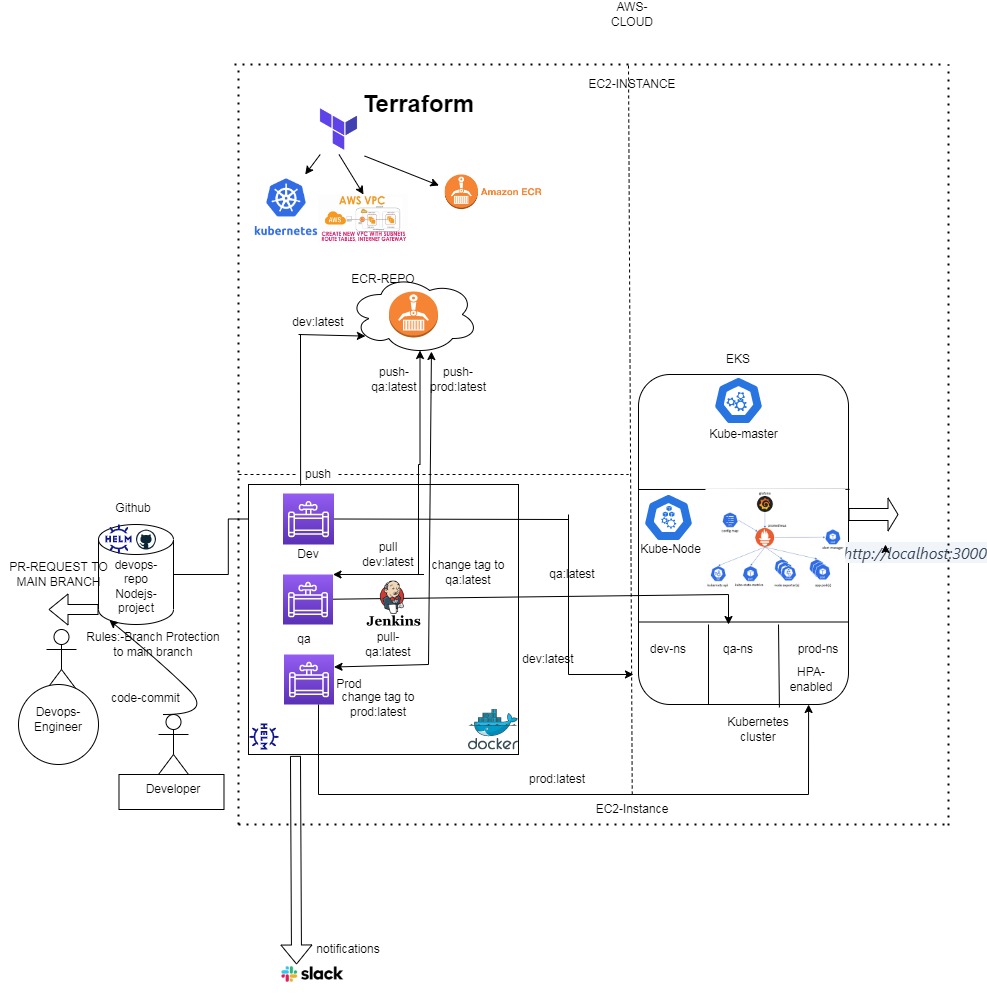 AWS-
CLOUD
EC2-INSTANCE
Terraform
kubernetes
AWS VPC
AWS
CREATE NEW VPC WITH SUBNETS
ROUTE TABLES, INTERNET GATEWAY
Amazon ECR
ECR-REPO
dev:latest
push-
qa:latest
push-
prod:latest
EKS
Kube-master
push
Github
HELM
devops-
repo
Nodejs-
project
PR-REQUEST TO
MAIN BRANCH
Rules:-Branch Protection
to main branch
code-commit
Devops-
Engineer
Developer
Dev
pull
dev:latest
change tag to
qa:latest
qa
Jenkins
pull-
qa:latest
Prod
change tag to
prod:latest
HELM
docker
qa:latest
dev:latest
Kube-Node
http://localhost:3000
dev-ns
qa-ns
prod-ns
HPA-
enabled
Kubernetes
cluster
prod:latest
EC2-Instance
notifications
slack